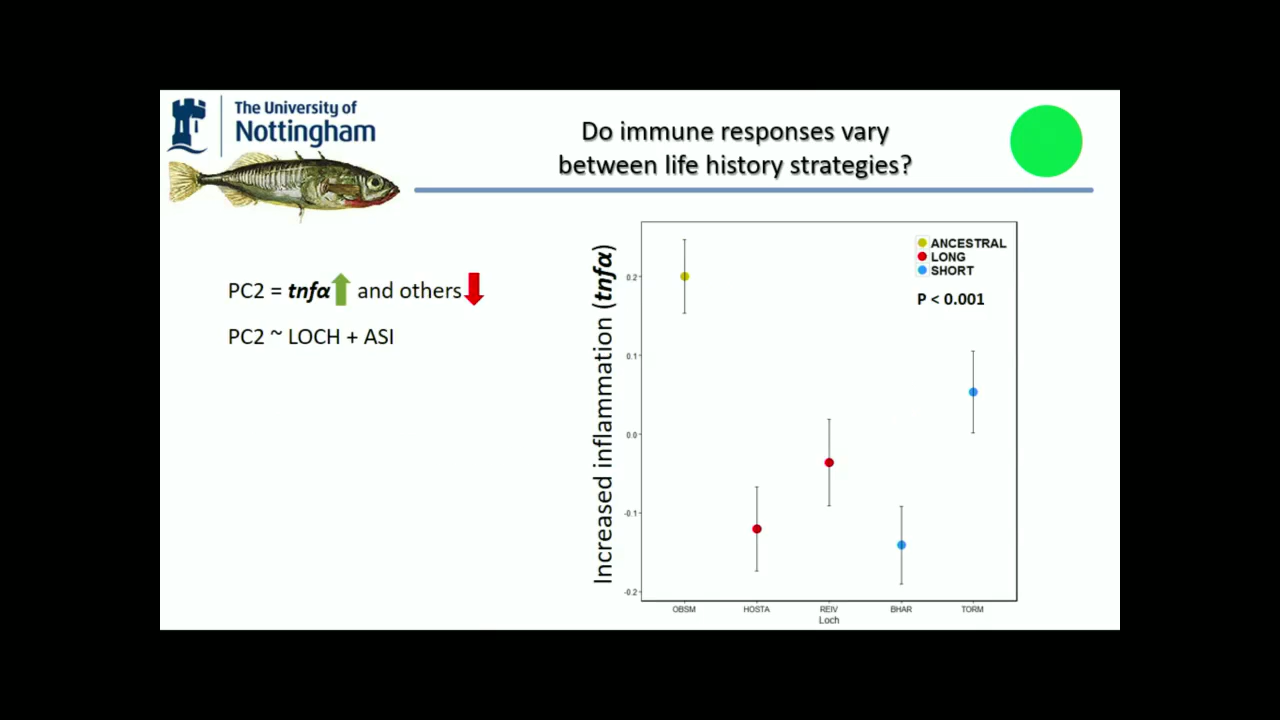 The University of
Nottingham
Do immune responses vary
between life history strategies?
PC2 = tnfα and others
PC2 ~ LOCH + ASI
Increased inflammation (tnfα)
ANCESTRAL
LONG
SHORT
P < 0.001
0.2
0.1
0.0
-0.1
-0.2
OBSM HOSTA REIV BHAR TORM
Loch